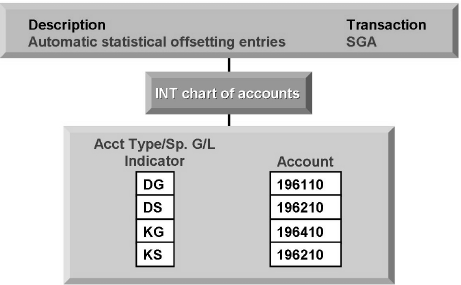 Description Transaction
Automatic statistical offsetting entries SGA
INT chart of accounts
Acct Type/Sp. G/L
Indicator Account
DG 196110
DS 196210
KG 196410
KS 196210